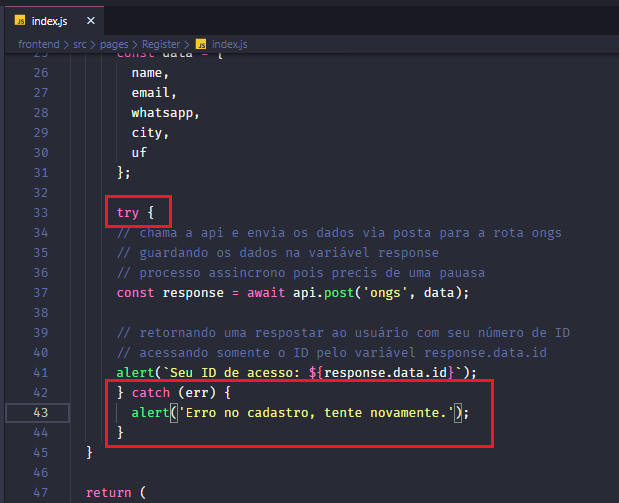 JS index.js ×
frontend > src > pages > Register > JS index.js
25 const data = {
26 name,
27 email,
28 whatsapp,
29 city,
30 uf
31 };
32
33 try {
34 // chama a api e envia os dados via posta para a rota ongs
35 // guardando os dados na variável response
36 // processo assincrono pois precis de uma pauasa
37 const response = await api.post('ongs', data);
38
39 // retornando uma respostar ao usuário com seu número de ID
40 // acessando somente o ID pelo variável response.data.id
41 alert(`Seu ID de acesso: ${response.data.id}`);
42 } catch (err) {
43 alert('Erro no cadastro, tente novamente.');
44 }
45 }
46
47 return (